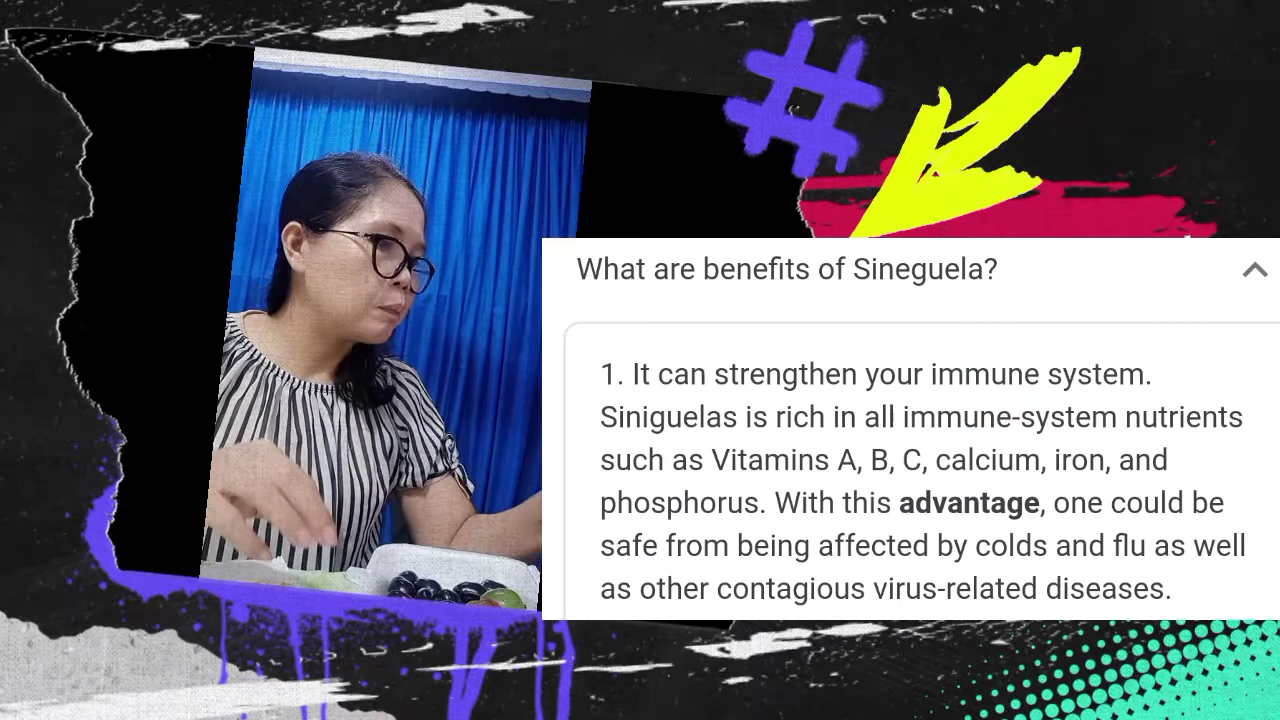 #
What are benefits of Sineguela?
1. It can strengthen your immune system.
Siniguelas is rich in all immune-system nutrients
such as Vitamins A, B, C, calcium, iron, and
phosphorus. With this advantage, one could be
safe from being affected by colds and flu as well
as other contagious virus-related diseases.